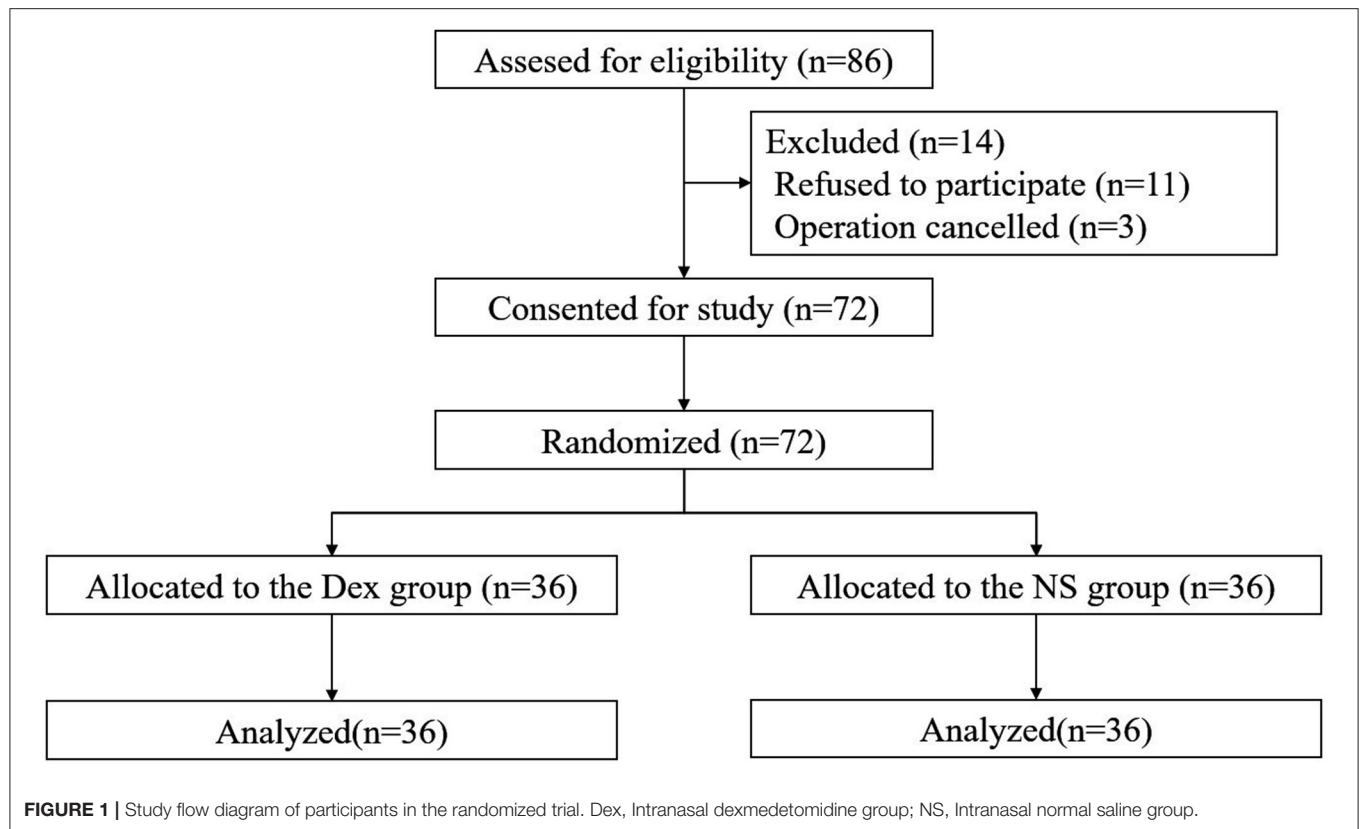 Assesed for eligibility (n=86)
Excluded (n=14)
Refused to participate (n=11)
Operation cancelled (n=3)
Consented for study (n=72)
Randomized (n=72)
Allocated to the Dex group (n=36)
Allocated to the NS group (n=36)
Analyzed(n=36)
Analyzed(n=36)
FIGURE 1 | Study flow diagram of participants in the randomized trial. Dex, Intranasal dexmedetomidine group; NS, Intranasal normal saline group.